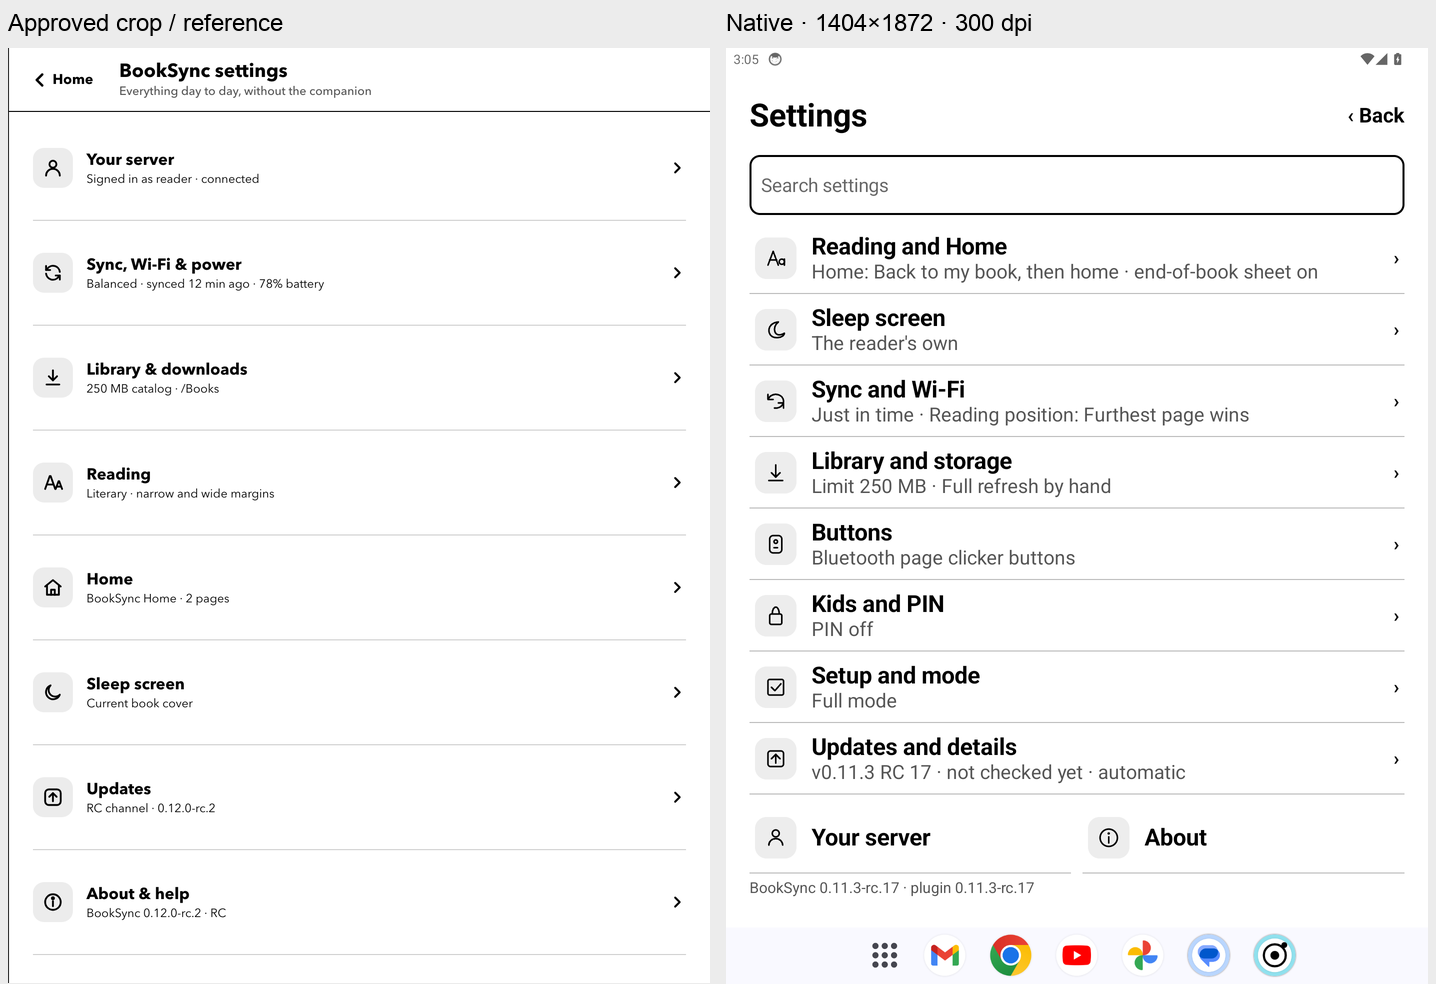 Approved crop / reference
Home
BookSync settings
Everything day to day, without the companion
Your server
Signed in as reader · connected
Sync, Wi-Fi & power
Balanced · synced 12 min ago · 78% battery
Library & downloads
250 MB catalog · /Books
Reading
Literary · narrow and wide margins
Home
BookSync Home · 2 pages
Sleep screen
Current book cover
Updates
RC channel · 0.12.0-rc.2
About & help
BookSync 0.12.0-rc.2 · RC
Native · 1404×1872 · 300 dpi
3:05
Settings
‹ Back
Search settings
Aa
Reading and Home
Home: Back to my book, then home · end-of-book sheet on
Sleep screen
The reader's own
Sync and Wi-Fi
Just in time · Reading position: Furthest page wins
Library and storage
Limit 250 MB · Full refresh by hand
Buttons
Bluetooth page clicker buttons
Kids and PIN
PIN off
Setup and mode
Full mode
Updates and details
v0.11.3 RC 17 · not checked yet · automatic
Your server
About
BookSync 0.11.3-rc.17 · plugin 0.11.3-rc.17